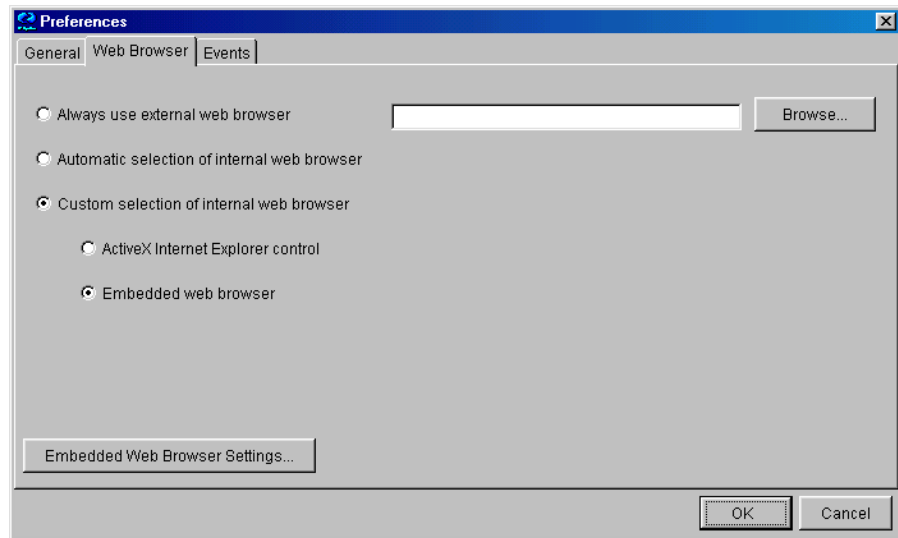 Preferences
General Web Browser Events
Always use external web browser Browse...
Automatic selection of internal web browser
Custom selection of internal web browser
ActiveX Internet Explorer control
Embedded web browser
Embedded Web Browser Settings...
OK Cancel